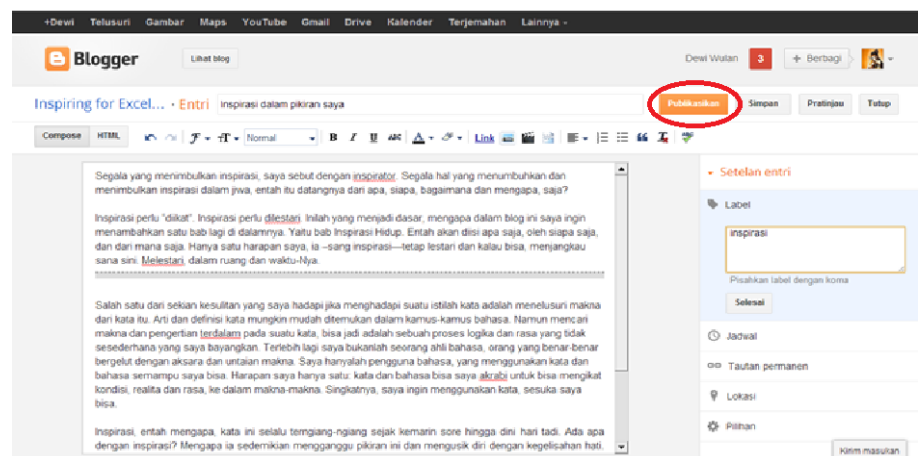 +Dewi Telusuri Gambar Maps YouTube Gmail Drive Kalender Terjemahan Lainnya
Blogger Lihat blog Dewi Wulan 3 + Berbagi
Inspiring for Excel... · Entri inspirasi dalam pikiran saya Publikasikan Simpan Pratinjau Tutup
Compose HTML Normal B I U ABC A Link
Segala yang menimbulkan inspirasi, saya sebut dengan inspirator. Segala hal yang menumbuhkan dan
menimbulkan inspirasi dalam jiwa, entah itu datangnya dari apa, siapa, bagaimana dan mengapa, saja?
Inspirasi perlu "diikat". Inspirasi perlu dilestari. Inilah yang menjadi dasar, mengapa dalam blog ini saya ingin
menambahkan satu bab lagi di dalamnya. Yaitu bab Inspirasi Hidup. Entah akan diisi apa saja, oleh siapa saja,
dan dari mana saja. Hanya satu harapan saya, ia –sang inspirasi—tetap lestari dan kalau bisa, menjangkau
sana sini. Melestari, dalam ruang dan waktu-Nya.
Salah satu dari sekian kesulitan yang saya hadapi jika menghadapi suatu istilah kata adalah menelusuri makna
dari kata itu. Arti dan definisi kata mungkin mudah ditemukan dalam kamus-kamus bahasa. Namun mencari
makna dan pengertian terdalam pada suatu kata, bisa jadi adalah sebuah proses logika dan rasa yang tidak
sesederhana yang saya bayangkan. Terlebih lagi saya bukanlah seorang ahli bahasa, orang yang benar-benar
bergelut dengan aksara dan untaian makna. Saya hanyalah pengguna bahasa, yang menggunakan kata dan
bahasa semampu saya bisa. Harapan saya hanya satu: kata dan bahasa bisa saya akrabi untuk bisa mengikat
kondisi, realita dan rasa, ke dalam makna-makna. Singkatnya, saya ingin menggunakan kata, sesuka saya
bisa.
Inspirasi, entah mengapa, kata ini selalu terngiang-ngiang sejak kemarin sore hingga dini hari tadi. Ada apa
dengan inspirasi? Mengapa ia sedemikian mengganggu pikiran ini dan mengusik diri dengan kegelisahan hati.
Setelan entri
Label
inspirasi
Pisahkan label dengan koma
Selesai
Jadwal
Tautan permanen
Lokasi
Pilihan
Kirim masukan